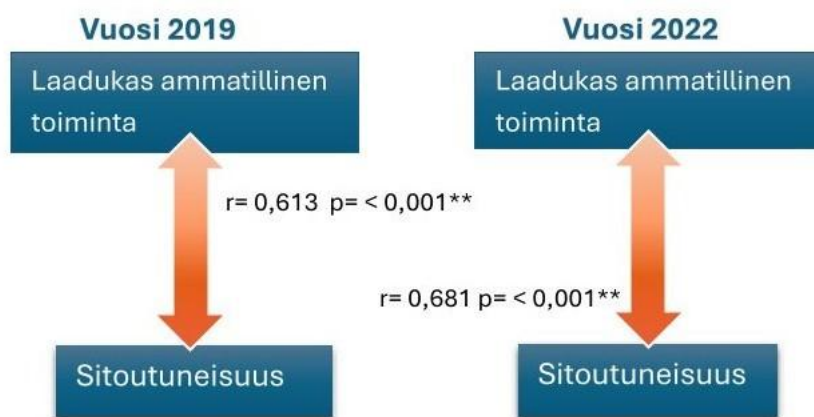 Vuosi 2019
Laadukas ammatillinen
toiminta
r= 0,613 p= < 0,001**
Sitoutuneisuus
Vuosi 2022
Laadukas ammatillinen
toiminta
r= 0,681 p= < 0,001**
Sitoutuneisuus